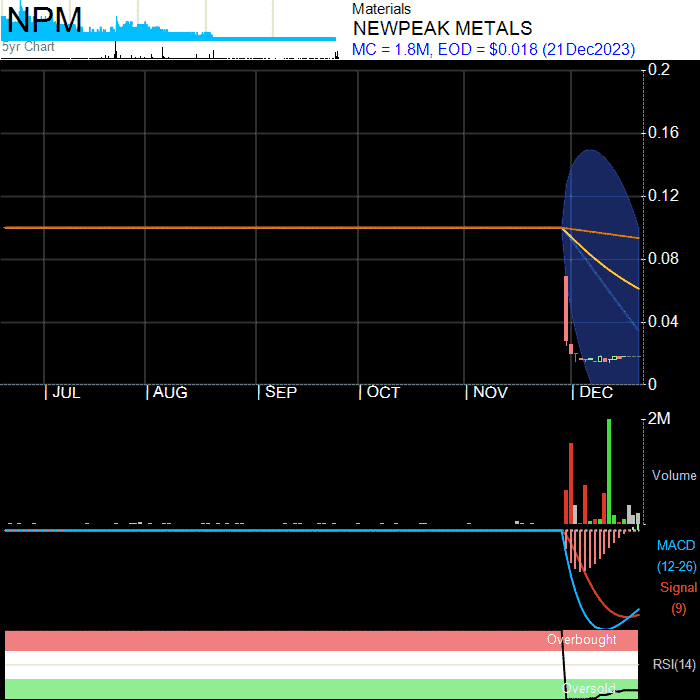 NPM
5yr Chart
Materials
NEWPEAK METALS
MC = 1.8M, EOD = $0.018 (21Dec2023)
0.2
0.16
0.12
0.08
0.04
0
JUL AUG SEP OCT NOV DEC
2M
Volume
MACD
(12-26)
Signal
(9)
Overbought
RSI(14)
Oversold